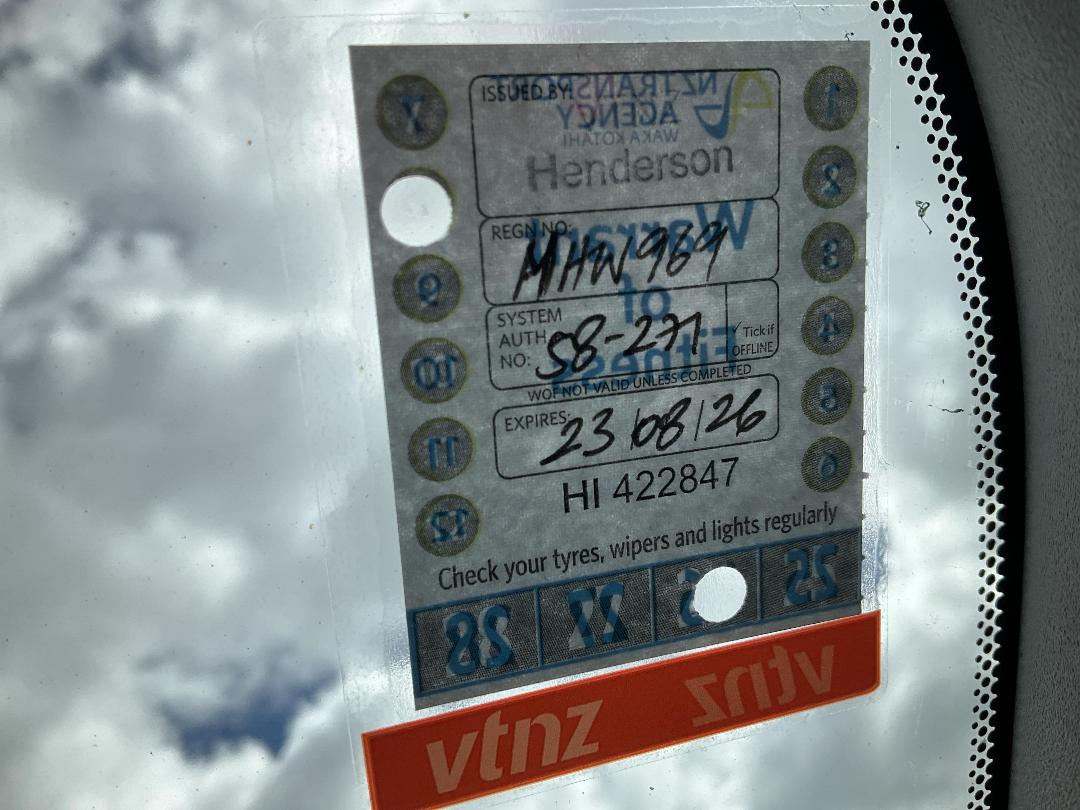 ISSUED BY:
NZ TRANSPORT
AGENCY
WAKA KOTAHI
Henderson
Warrant
of
Fitness
REGN NO:
MHW969
SYSTEM
AUTH
NO:
S8-271
✓ Tick if
OFFLINE
WOF NOT VALID UNLESS COMPLETED
EXPIRES:
23/08/26
HI 422847
Check your tyres, wipers and lights regularly
7
9
10
11
12
1
2
3
4
5
6
28
27
25
vtnz
vtnz